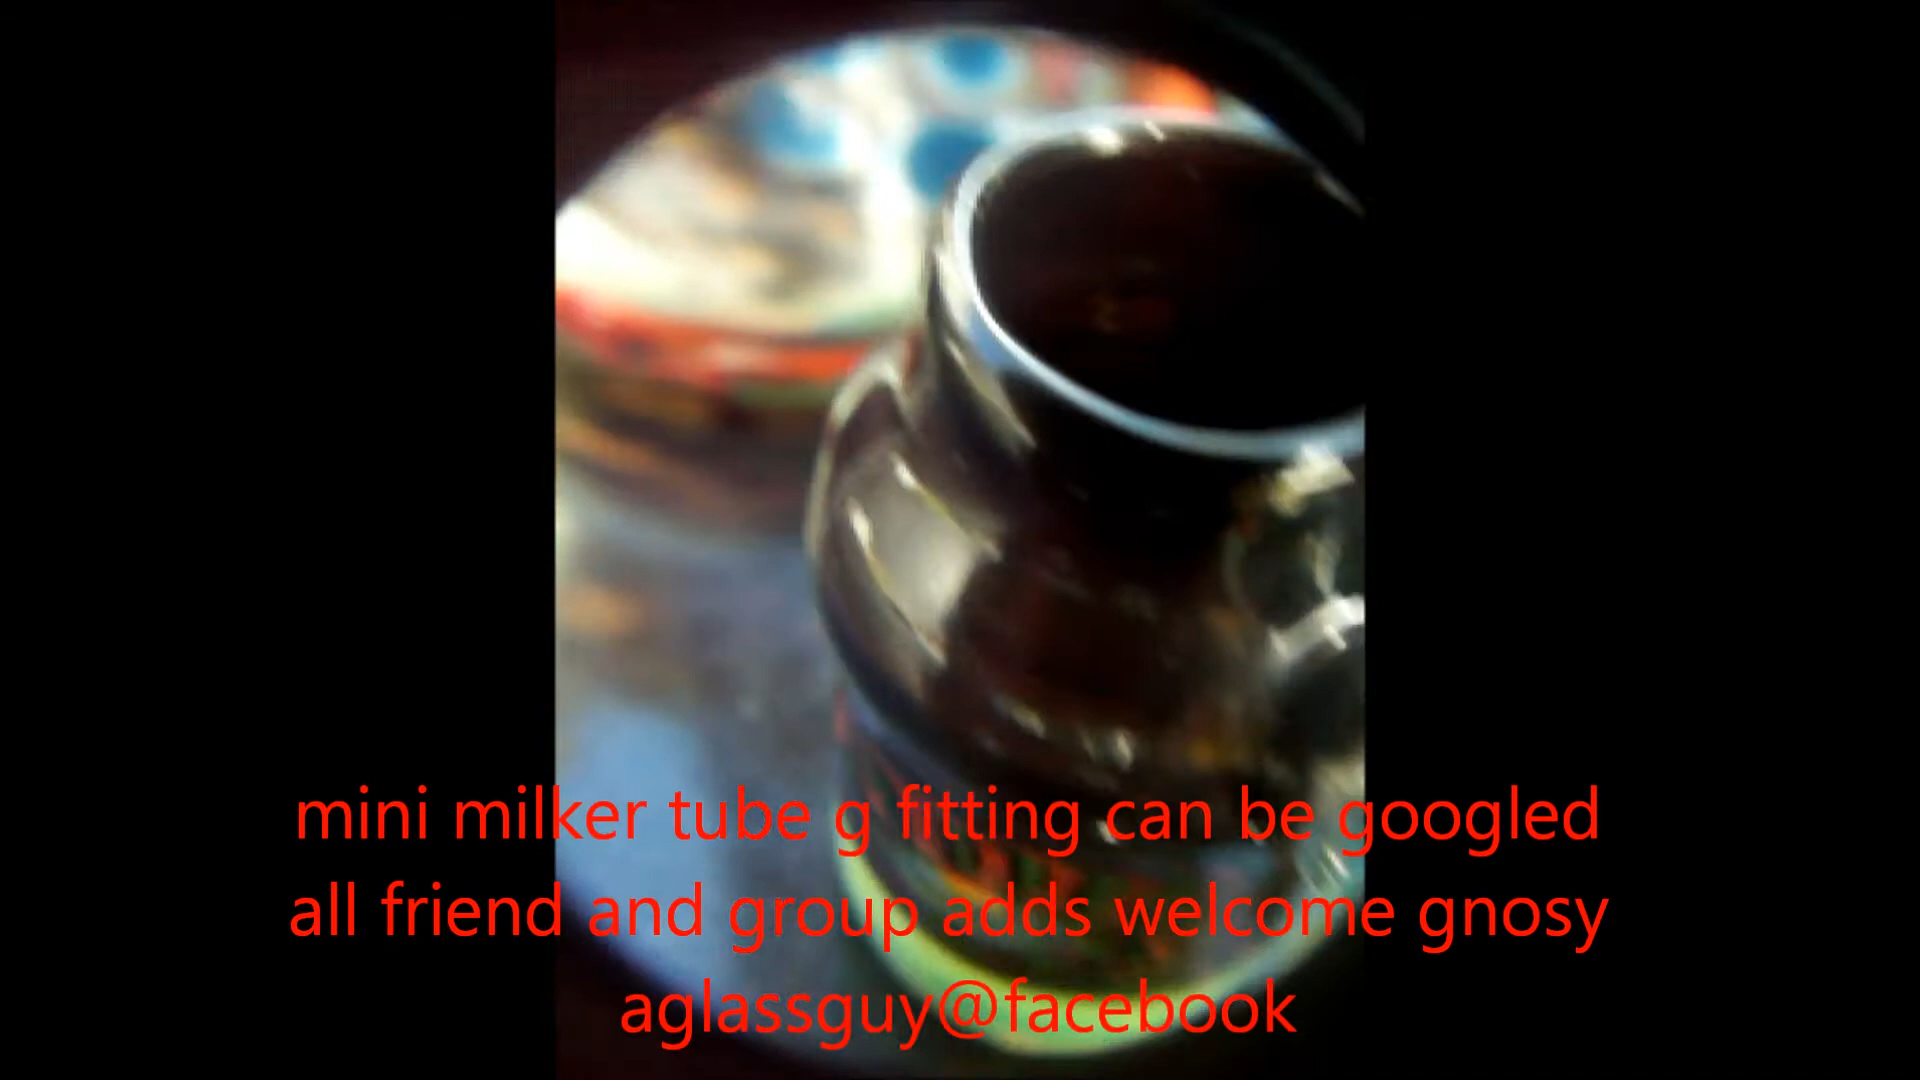 mini milker tube g fitting can be googled
all friend and group adds welcome gnosy
aglassguy@facebook